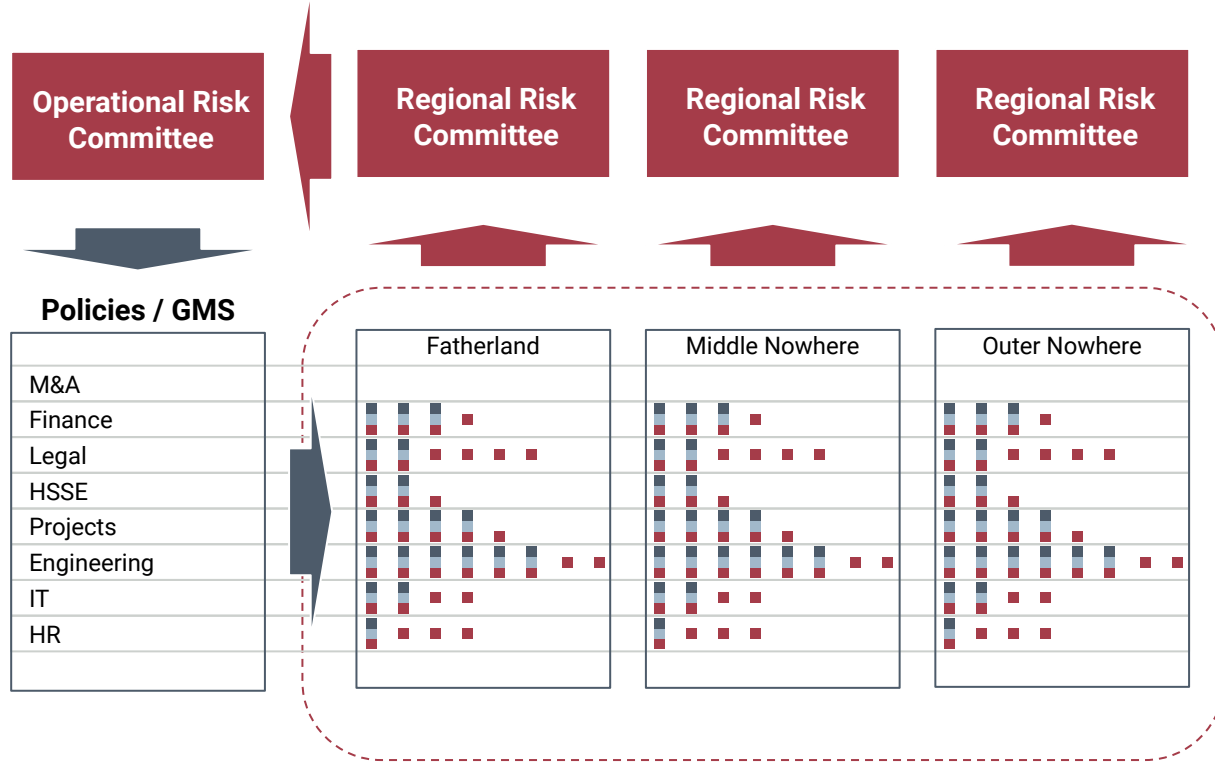 Operational Risk
Committee
Regional Risk
Committee
Regional Risk
Committee
Regional Risk
Committee
Policies / GMS
Fatherland
Middle Nowhere
Outer Nowhere
M&A
Finance
Legal
HSSE
Projects
Engineering
IT
HR